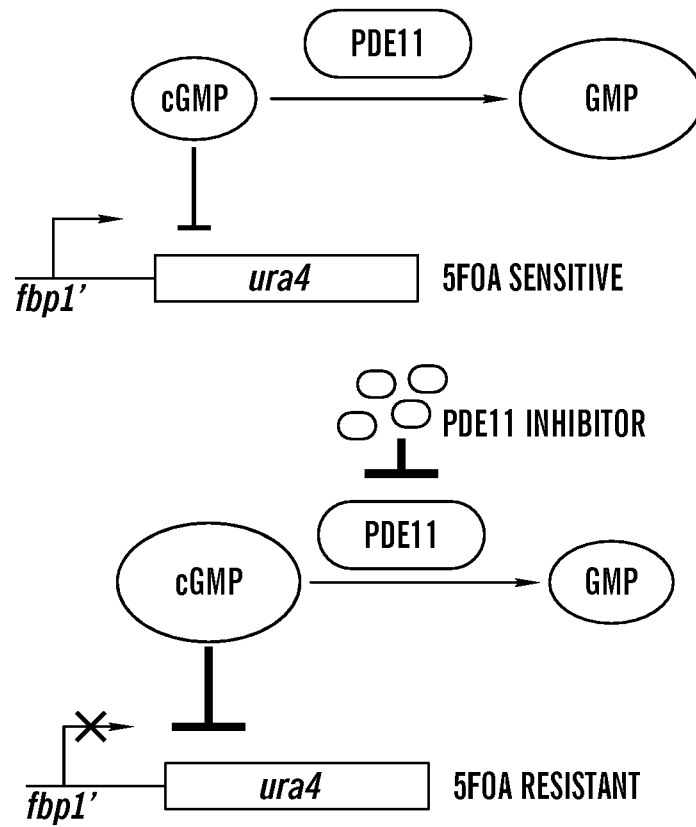 PDE11
cGMP
GMP
ura4
5FOA SENSITIVE
fbp1’
PDE11 INHIBITOR
PDE11
cGMP
GMP
ura4
5FOA RESISTANT
fbp1’